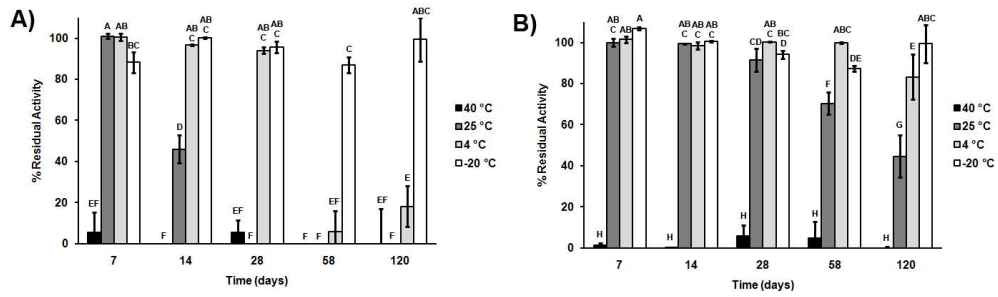 A)
% Residual Activity
100
80
60
40
20
0
A AB
BC
AB
C
AB
C
D
F
AB
C
AB
C
EF
F
C
F F
EF
ABC
EF
F
E
7 14 28 58 120
Time (days)
40 °C
25 °C
4 °C
-20 °C
B)
% Residual Activity
100
80
60
40
20
0
AB
C
AB
A
H
AB
C
AB
C
AB
C
H
CD
ABC
BC
D
H
F
ABC
DE
H
G
E
ABC
H
7 14 28 58 120
Time (days)
40 °C
25 °C
4 °C
-20 °C